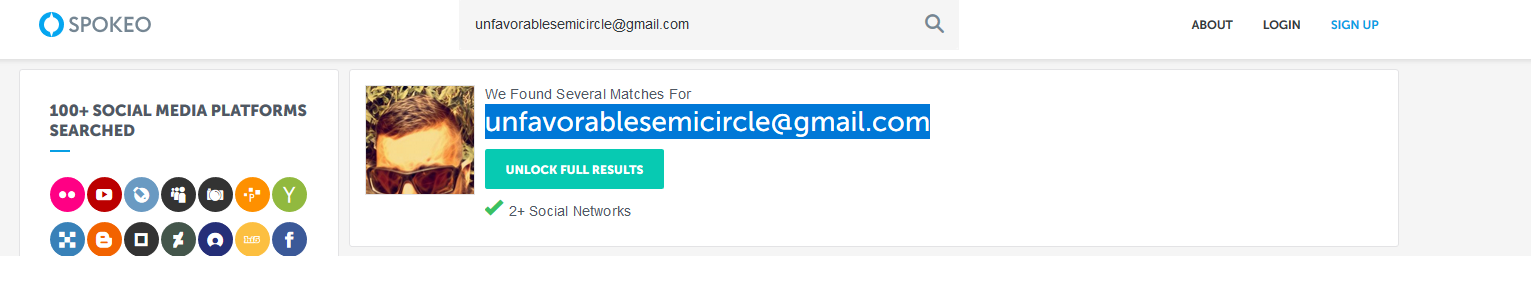 SPOKEO
unfavorablesemicircle@gmail.com
ABOUT
LOGIN
SIGN UP
100+ SOCIAL MEDIA PLATFORMS
SEARCHED
We Found Several Matches For
unfavorablesemicircle@gmail.com
UNLOCK FULL RESULTS
2+ Social Networks